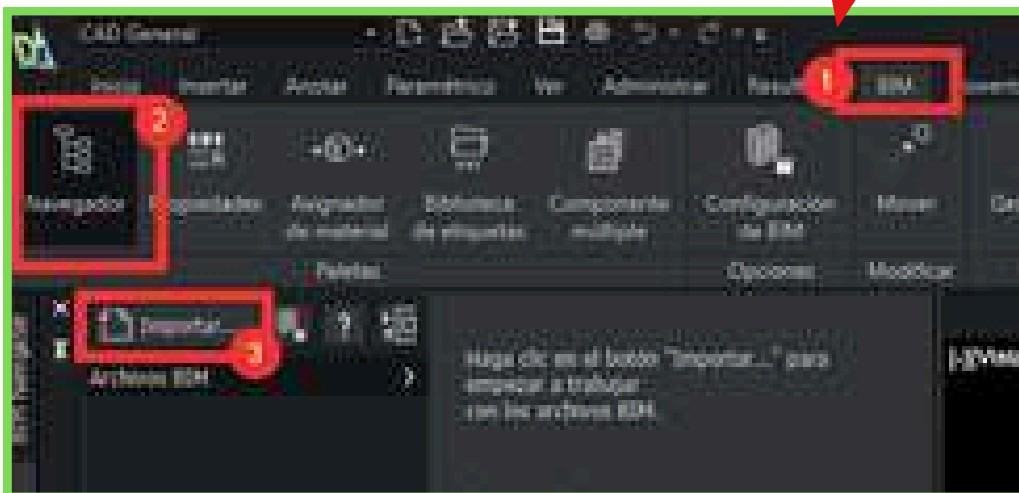 CAD General
Inicio Insertar Anotar Paramétrico Ver Administrar 1 BIM
2
Navegador Propiedades Asignador de material Biblioteca de etiquetas Componente múltiple Configuración de BIM Mover
Paletas Opciones Modificar
Importar... 3 ?
Archivos BIM
Haga clic en el botón "Importar..." para
empezar a trabajar
con los archivos BIM.